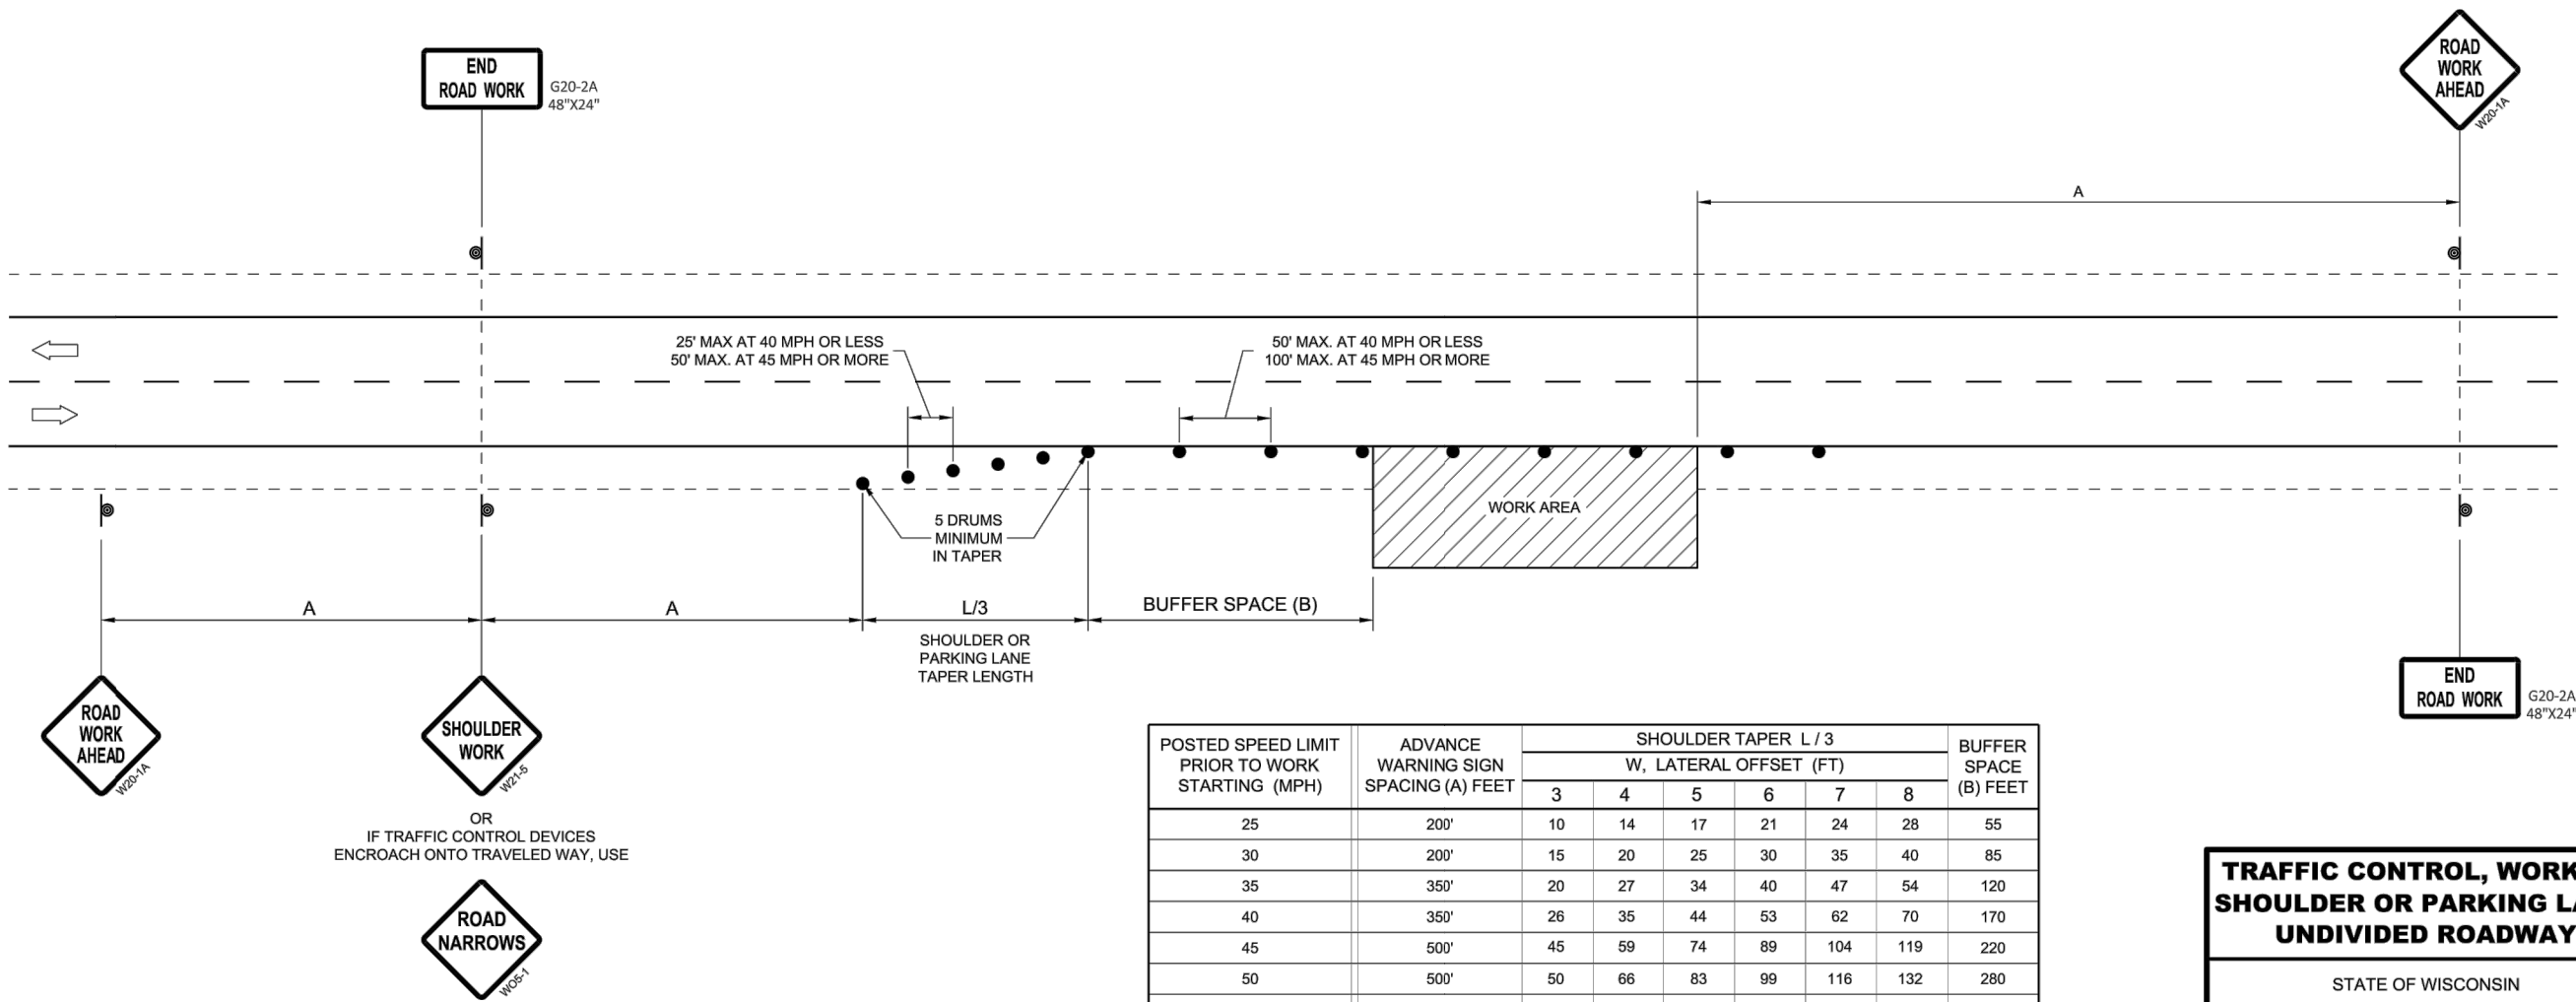 END
ROAD WORK
G20-2A
48"X24"
ROAD
WORK
AHEAD
W20-1A
A
25' MAX AT 40 MPH OR LESS
50' MAX. AT 45 MPH OR MORE
50' MAX. AT 40 MPH OR LESS
100' MAX. AT 45 MPH OR MORE
WORK AREA
5 DRUMS
MINIMUM
IN TAPER
A
A
L/3
BUFFER SPACE (B)
SHOULDER OR
PARKING LANE
TAPER LENGTH
ROAD
WORK
AHEAD
W20-1A
SHOULDER
WORK
W21-5
OR
IF TRAFFIC CONTROL DEVICES
ENCROACH ONTO TRAVELED WAY, USE
ROAD
NARROWS
WO5-1
END
ROAD WORK
G20-2A
48"X24"
POSTED SPEED LIMIT
PRIOR TO WORK
STARTING (MPH)
ADVANCE
WARNING SIGN
SPACING (A) FEET
SHOULDER TAPER L / 3
W, LATERAL OFFSET (FT)
3 4 5 6 7 8
BUFFER
SPACE
(B) FEET
25 200' 10 14 17 21 24 28 55
30 200' 15 20 25 30 35 40 85
35 350' 20 27 34 40 47 54 120
40 350' 26 35 44 53 62 70 170
45 500' 45 59 74 89 104 119 220
50 500' 50 66 83 99 116 132 280
TRAFFIC CONTROL, WORK
SHOULDER OR PARKING LA
UNDIVIDED ROADWAY
STATE OF WISCONSIN